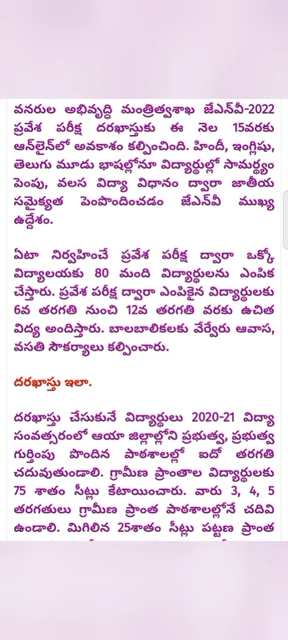 వనరుల అభివృద్ధి మంత్రిత్వశాఖ జేఎన్‌వీ-2022
ప్రవేశ పరీక్ష దరఖాస్తుకు ఈ నెల 15వరకు
ఆన్‌లైన్‌లో అవకాశం కల్పించింది. హిందీ, ఇంగ్లిషు,
తెలుగు మూడు భాషల్లోనూ విద్యార్థుల్లో సామర్థ్యం
పెంపు, వలస విద్యా విధానం ద్వారా జాతీయ
సమైక్యత పెంపొందించడం జేఎన్‌వీ ముఖ్య
ఉద్దేశం.
ఏటా నిర్వహించే ప్రవేశ పరీక్ష ద్వారా ఒక్కో
విద్యాలయకు 80 మంది విద్యార్థులను ఎంపిక
చేస్తారు. ప్రవేశ పరీక్ష ద్వారా ఎంపికైన విద్యార్థులకు
6వ తరగతి నుంచి 12వ తరగతి వరకు ఉచిత
విద్య అందిస్తారు. బాలబాలికలకు వేర్వేరు ఆవాస,
వసతి సౌకర్యాలు కల్పించారు.
దరఖాస్తు ఇలా.
దరఖాస్తు చేసుకునే విద్యార్థులు 2020-21 విద్యా
సంవత్సరంలో ఆయా జిల్లాల్లోని ప్రభుత్వ, ప్రభుత్వ
గుర్తింపు పొందిన పాఠశాలల్లో ఐదో తరగతి
చదువుతుండాలి. గ్రామీణ ప్రాంతాల విద్యార్థులకు
75 శాతం సీట్లు కేటాయించారు. వారు 3, 4, 5
తరగతులు గ్రామీణ ప్రాంత పాఠశాలల్లోనే చదివి
ఉండాలి. మిగిలిన 25శాతం సీట్లు పట్టణ ప్రాంత